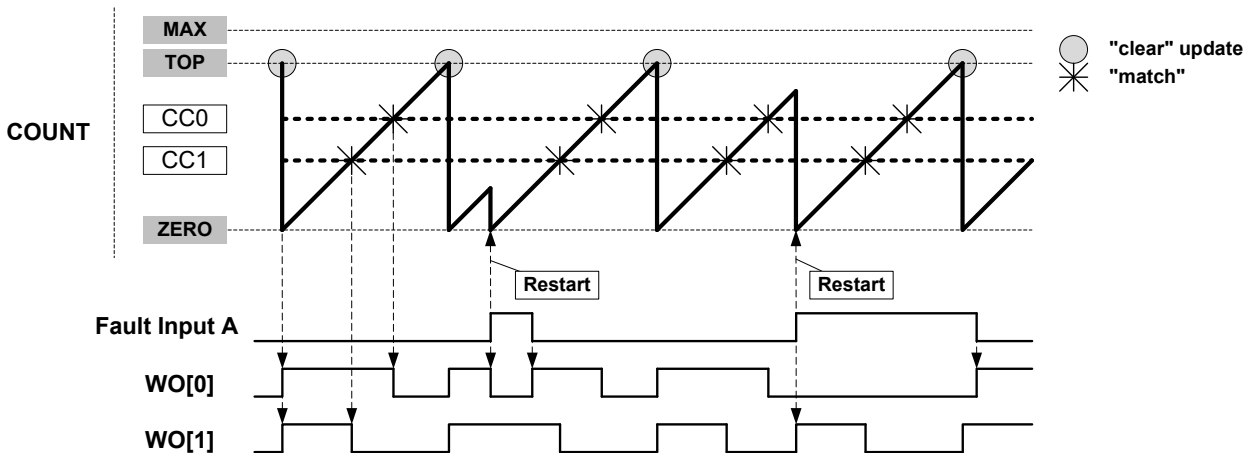 MAX
"clear" update
TOP
"match"
CC0
COUNT
CC1
ZERO
Restart
Restart
Fault Input A
WO[0]
WO[1]